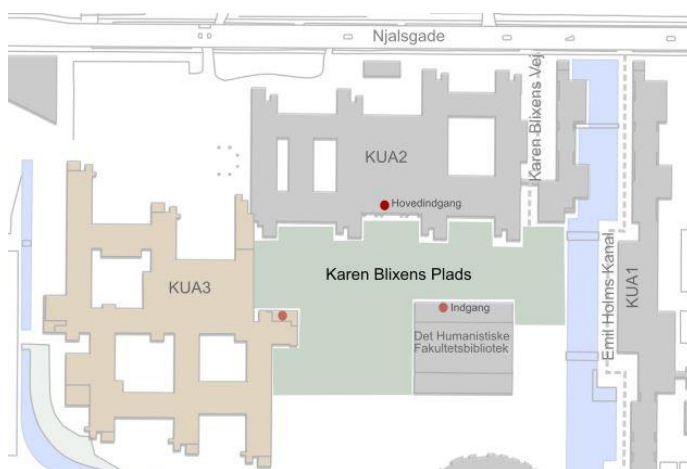 Njalsgade
Karen Blixens Vej
KUA2
Hovedindgang
Karen Blixens Plads
KUA3
Emil Holms Kanal
KUA1
Indgang
Det Humanistiske
Fakultetsbibliotek